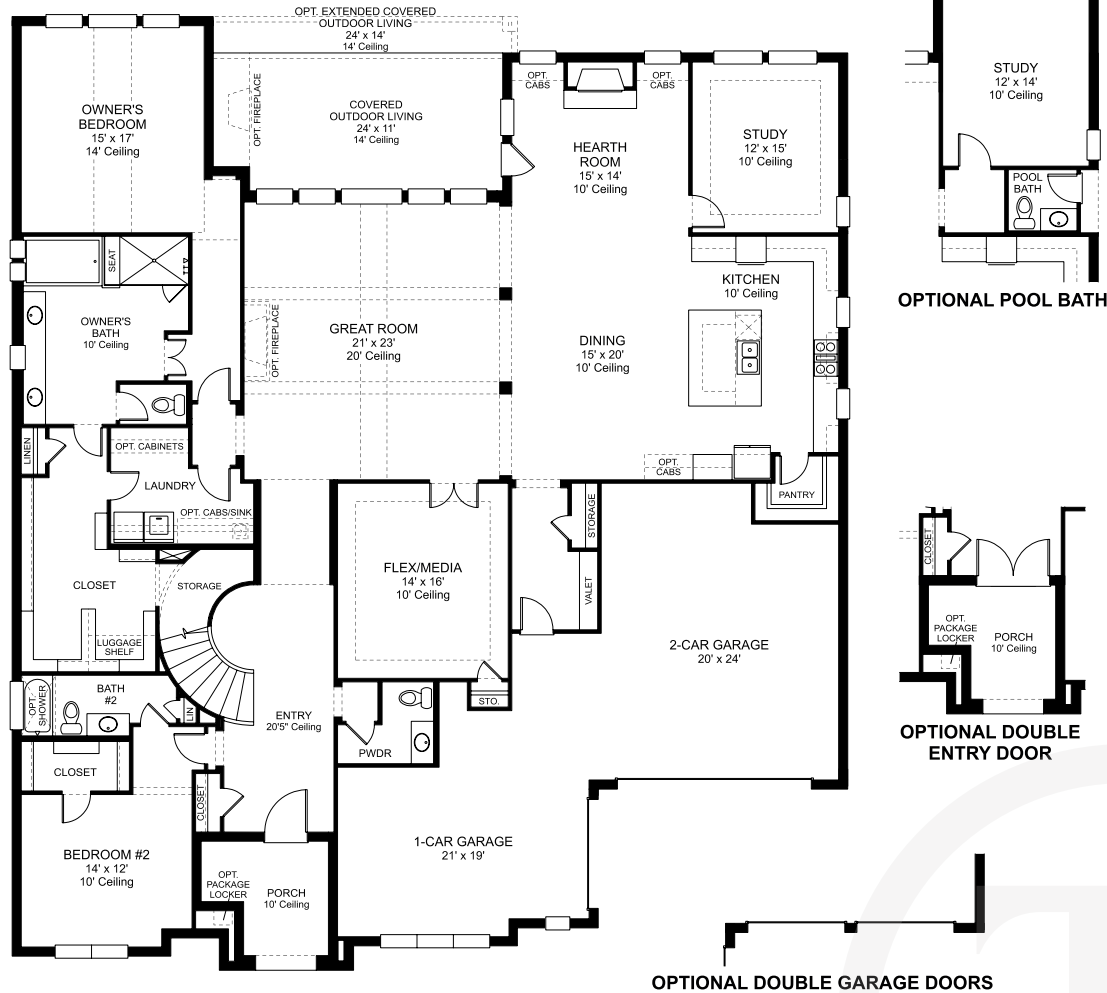 OPT. EXTENDED COVERED
OUTDOOR LIVING
24' x 14'
14' Ceiling
OWNER'S
BEDROOM
15' x 17'
14' Ceiling
OPT. FIREPLACE
COVERED
OUTDOOR LIVING
24' x 11'
14' Ceiling
OPT.
CABS
OPT.
CABS
HEARTH
ROOM
15' x 14'
10' Ceiling
STUDY
12' x 15'
10' Ceiling
STUDY
12' x 14'
10' Ceiling
POOL
BATH
OPTIONAL POOL BATH
SEAT
OWNER'S
BATH
10' Ceiling
OPT. FIREPLACE
GREAT ROOM
21' x 23'
20' Ceiling
DINING
15' x 20'
10' Ceiling
KITCHEN
10' Ceiling
LINEN
OPT. CABINETS
LAUNDRY
OPT. CABS/SINK
OPT.
CABS
PANTRY
CLOSET
STORAGE
LUGGAGE
SHELF
FLEX/MEDIA
14' x 16'
10' Ceiling
STORAGE
VALET
2-CAR GARAGE
20' x 24'
STO.
OPT.
SHOWER
BATH
#2
LIN
ENTRY
20'5" Ceiling
PWDR
CLOSET
CLOSET
BEDROOM #2
14' x 12'
10' Ceiling
OPT.
PACKAGE
LOCKER
PORCH
10' Ceiling
1-CAR GARAGE
21' x 19'
CLOSET
OPT.
PACKAGE
LOCKER
PORCH
10' Ceiling
OPTIONAL DOUBLE
ENTRY DOOR
OPTIONAL DOUBLE GARAGE DOORS